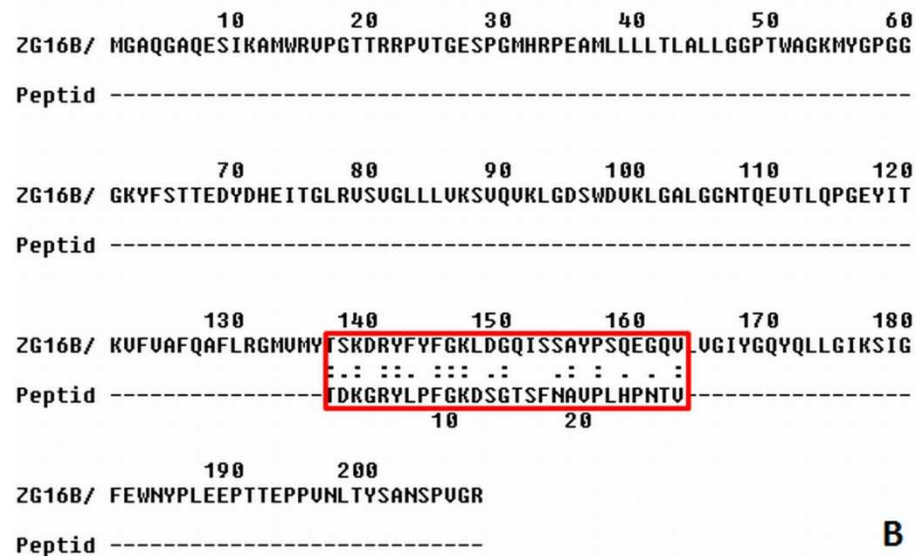 10 20 30 40 50 60
ZG16B/ MGAQGAQESIKAMWRVPGTTRRPVTGESPGMHRPEAMLLLLTLALLGGPTWAGKMYGPGG
Peptid ------------------------------------------------------------
70 80 90 100 110 120
ZG16B/ GKYFSTTEDYDHEITGLRVSVGLLLVKSVQVKLGDSWDVKLGALGGNTQEVTLQPGEYIT
Peptid ------------------------------------------------------------
130 140 150 160 170 180
ZG16B/ KVFVAFQAFLRGMVMYTSKDRYFYFGKLDGQISSAYPSQEGQVLVGIYGQYQLLGIKSIG
:.: ::. ::: .:   .: : . . :
Peptid ----------------TDKGRYLPFGKDSGTSFNAVPLHPNTV-----------------
10 20
190 200
ZG16B/ FEWNYPLEEPTTEPPVNLTYSANSPVGR
Peptid ----------------------------
B